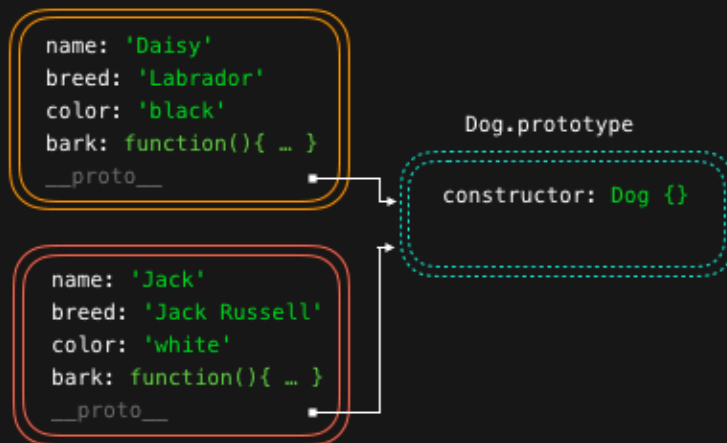 name: 'Daisy'
breed: 'Labrador'
color: 'black'
bark: function(){ … }
__proto__
Dog.prototype
constructor: Dog {}
name: 'Jack'
breed: 'Jack Russell'
color: 'white'
bark: function(){ … }
__proto__